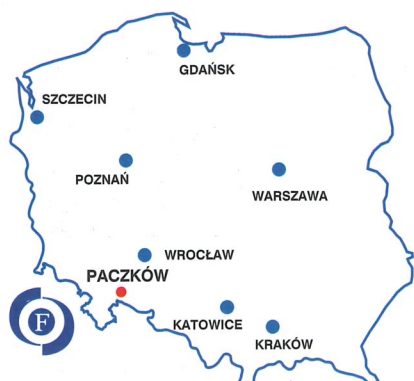 GDAŃSK
SZCZECIN
POZNAŃ
WARSZAWA
WROCŁAW
PACZKÓW
KATOWICE
KRAKÓW
F